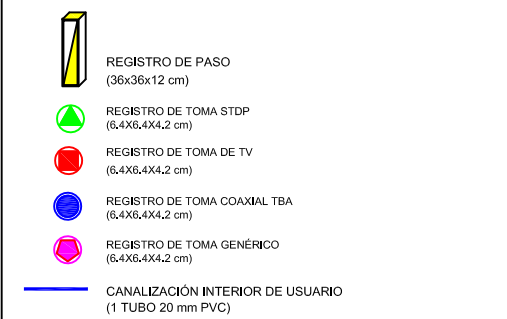 REGISTRO DE PASO
(36x36x12 cm)
REGISTRO DE TOMA STDP
(6.4X6.4X4.2 cm)
REGISTRO DE TOMA DE TV
(6.4X6.4X4.2 cm)
REGISTRO DE TOMA COAXIAL TBA
(6.4X6.4X4.2 cm)
REGISTRO DE TOMA GENÉRICO
(6.4X6.4X4.2 cm)
CANALIZACIÓN INTERIOR DE USUARIO
(1 TUBO 20 mm PVC)